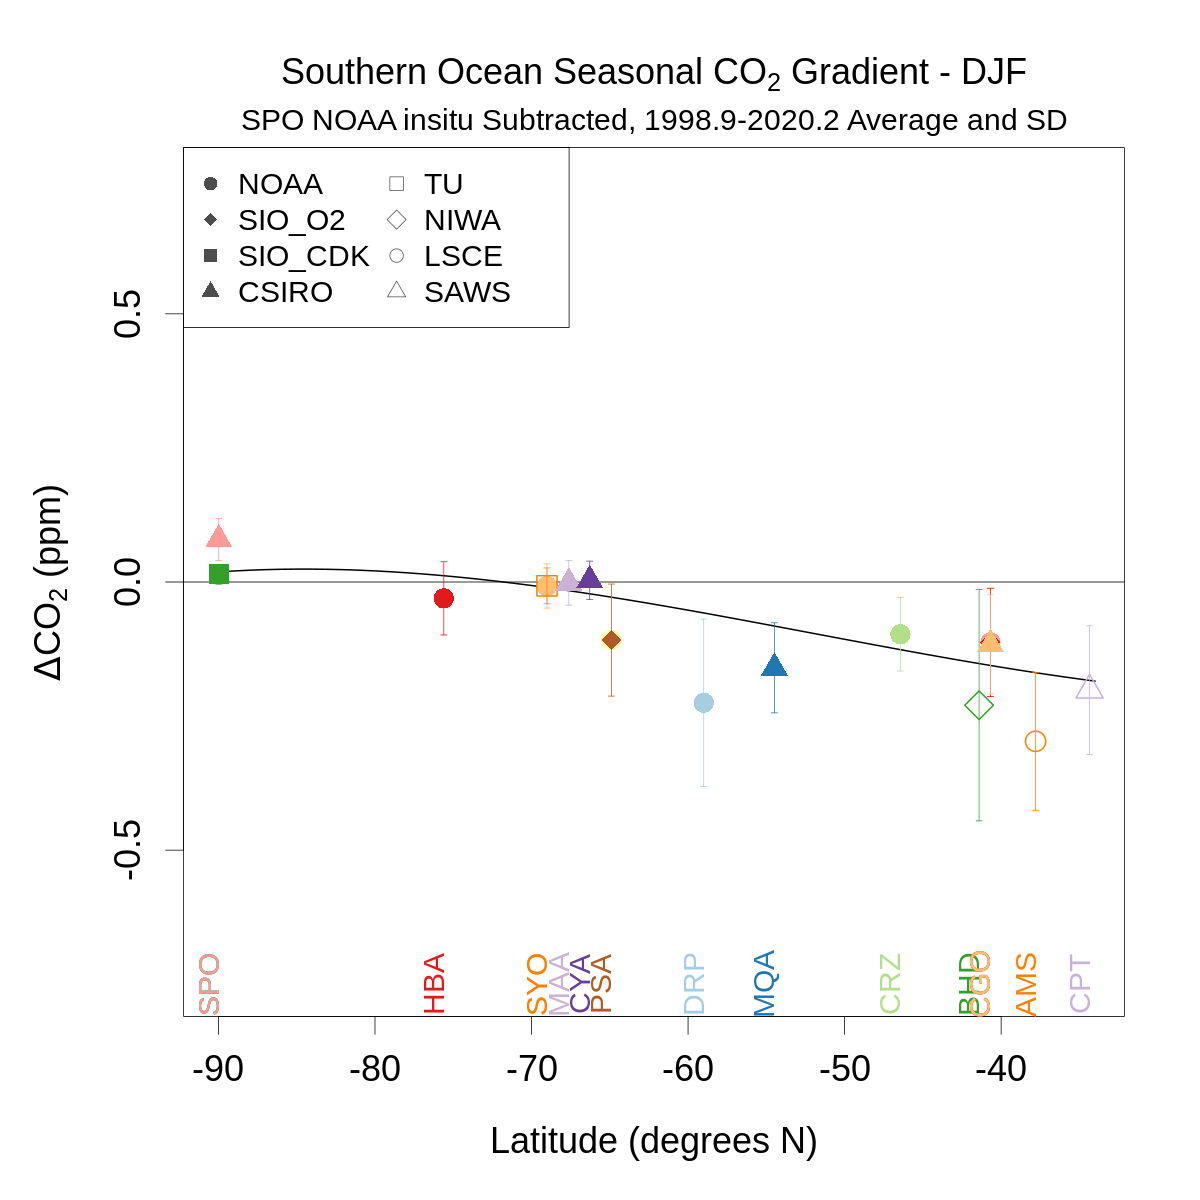 Southern Ocean Seasonal CO₂ Gradient - DJF
SPO NOAA insitu Subtracted, 1998.9-2020.2 Average and SD
NOAA TU
SIO_O2 NIWA
SIO_CDK LSCE
CSIRO SAWS
ΔCO₂ (ppm)
0.5
0.0
-0.5
SPO HBA SYO MAA CYA PSA DRP MQA CRZ BHD CGO AMS CPT
-90 -80 -70 -60 -50 -40
Latitude (degrees N)